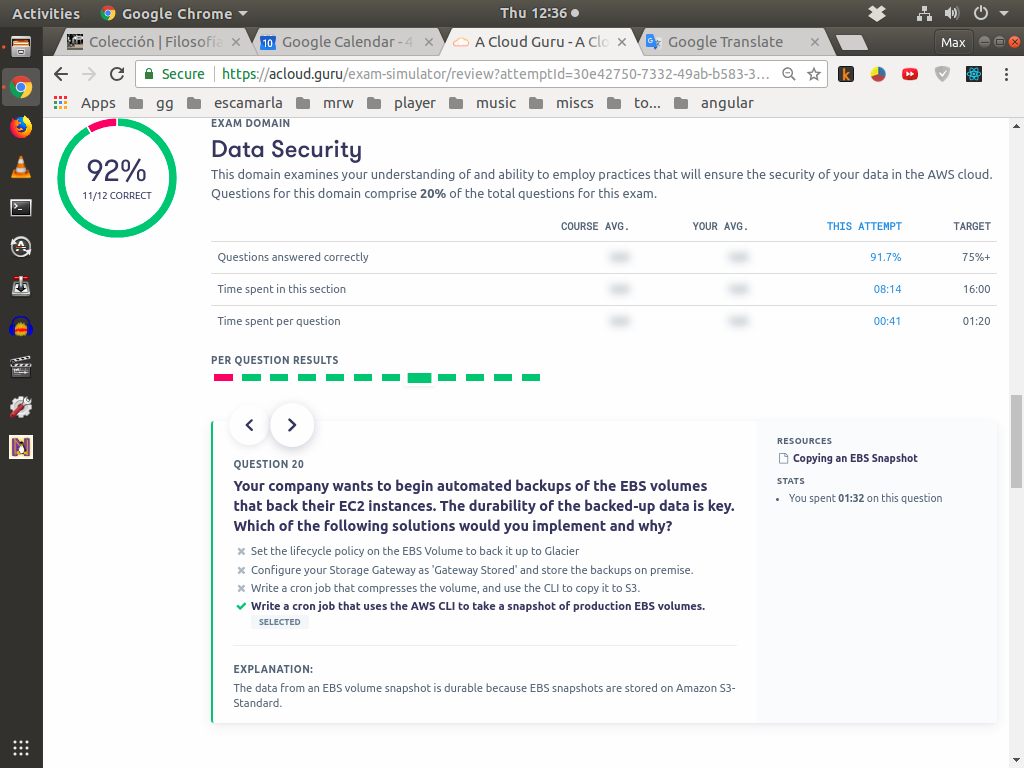 Activities Google Chrome Thu 12:36
Colección | Filosofía Google Calendar - 4 A Cloud Guru - A Clo Google Translate Max
Secure https://acloud.guru/exam-simulator/review?attemptId=30e42750-7332-49ab-b583-3...
Apps gg escamarla mrw player music miscs to... angular
EXAM DOMAIN
Data Security
92%
11/12 CORRECT
This domain examines your understanding of and ability to employ practices that will ensure the security of your data in the AWS cloud.
Questions for this domain comprise 20% of the total questions for this exam.
COURSE AVG. YOUR AVG. THIS ATTEMPT TARGET
Questions answered correctly 91.7% 75%+
Time spent in this section 08:14 16:00
Time spent per question 00:41 01:20
PER QUESTION RESULTS
QUESTION 20
Your company wants to begin automated backups of the EBS volumes
that back their EC2 instances. The durability of the backed-up data is key.
Which of the following solutions would you implement and why?
Set the lifecycle policy on the EBS Volume to back it up to Glacier
Configure your Storage Gateway as 'Gateway Stored' and store the backups on premise.
Write a cron job that compresses the volume, and use the CLI to copy it to S3.
Write a cron job that uses the AWS CLI to take a snapshot of production EBS volumes.
SELECTED
EXPLANATION:
The data from an EBS volume snapshot is durable because EBS snapshots are stored on Amazon S3-
Standard.
RESOURCES
Copying an EBS Snapshot
STATS
You spent 01:32 on this question